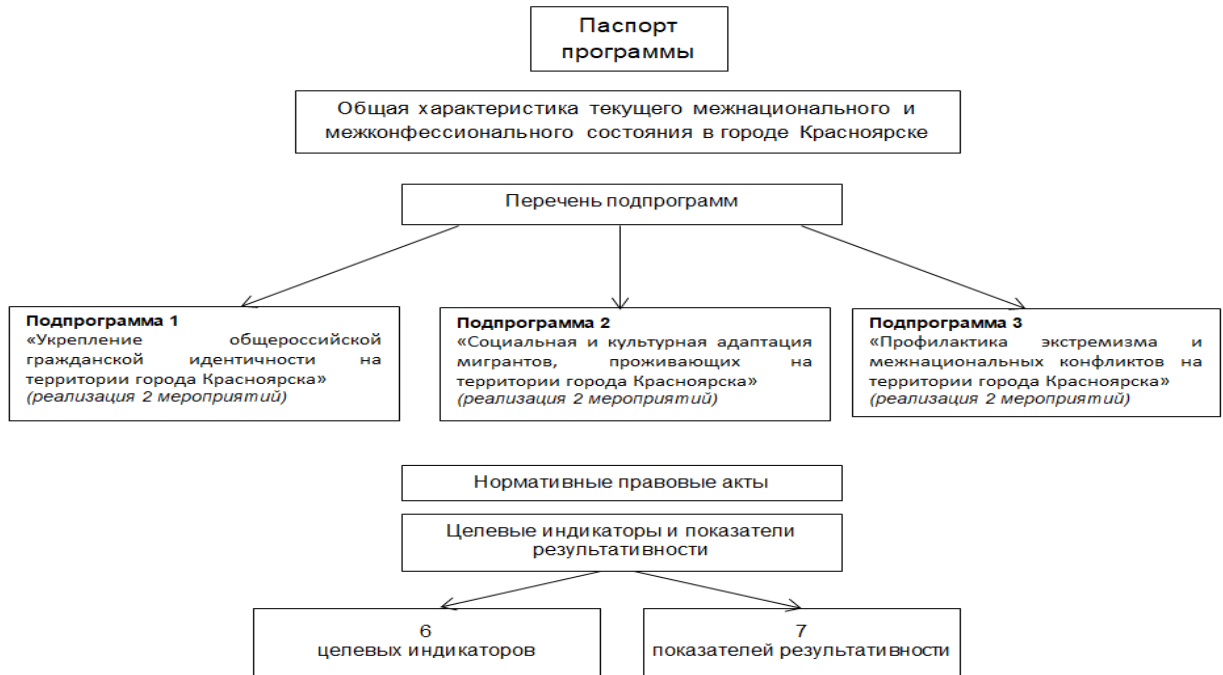 Паспорт
программы
Общая характеристика текущего межнационального и
межконфессионального состояния в городе Красноярске
Перечень подпрограмм
Подпрограмма 1
«Укрепление общероссийской
гражданской идентичности на
территории города Красноярска»
(реализация 2 мероприятий)
Подпрограмма 2
«Социальная и культурная адаптация
мигрантов, проживающих на
территории города Красноярска»
(реализация 2 мероприятий)
Подпрограмма 3
«Профилактика экстремизма и
межнациональных конфликтов на
территории города Красноярска»
(реализация 2 мероприятий)
Нормативные правовые акты
Целевые индикаторы и показатели
результативности
6
целевых индикаторов
7
показателей результативности